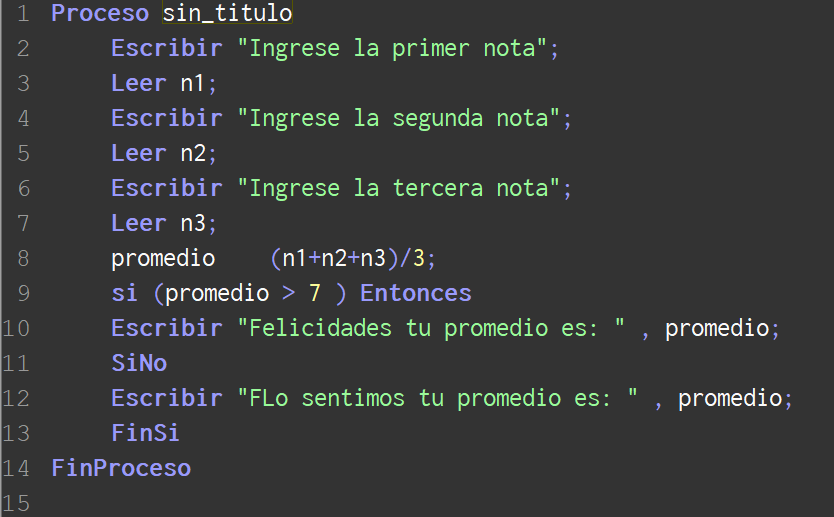 1 Proceso sin_titulo
2 Escribir "Ingrese la primer nota";
3 Leer n1;
4 Escribir "Ingrese la segunda nota";
5 Leer n2;
6 Escribir "Ingrese la tercera nota";
7 Leer n3;
8 promedio (n1+n2+n3)/3;
9 si (promedio > 7 ) Entonces
10 Escribir "Felicidades tu promedio es: " , promedio;
11 SiNo
12 Escribir "FLo sentimos tu promedio es: " , promedio;
13 FinSi
14 FinProceso
15